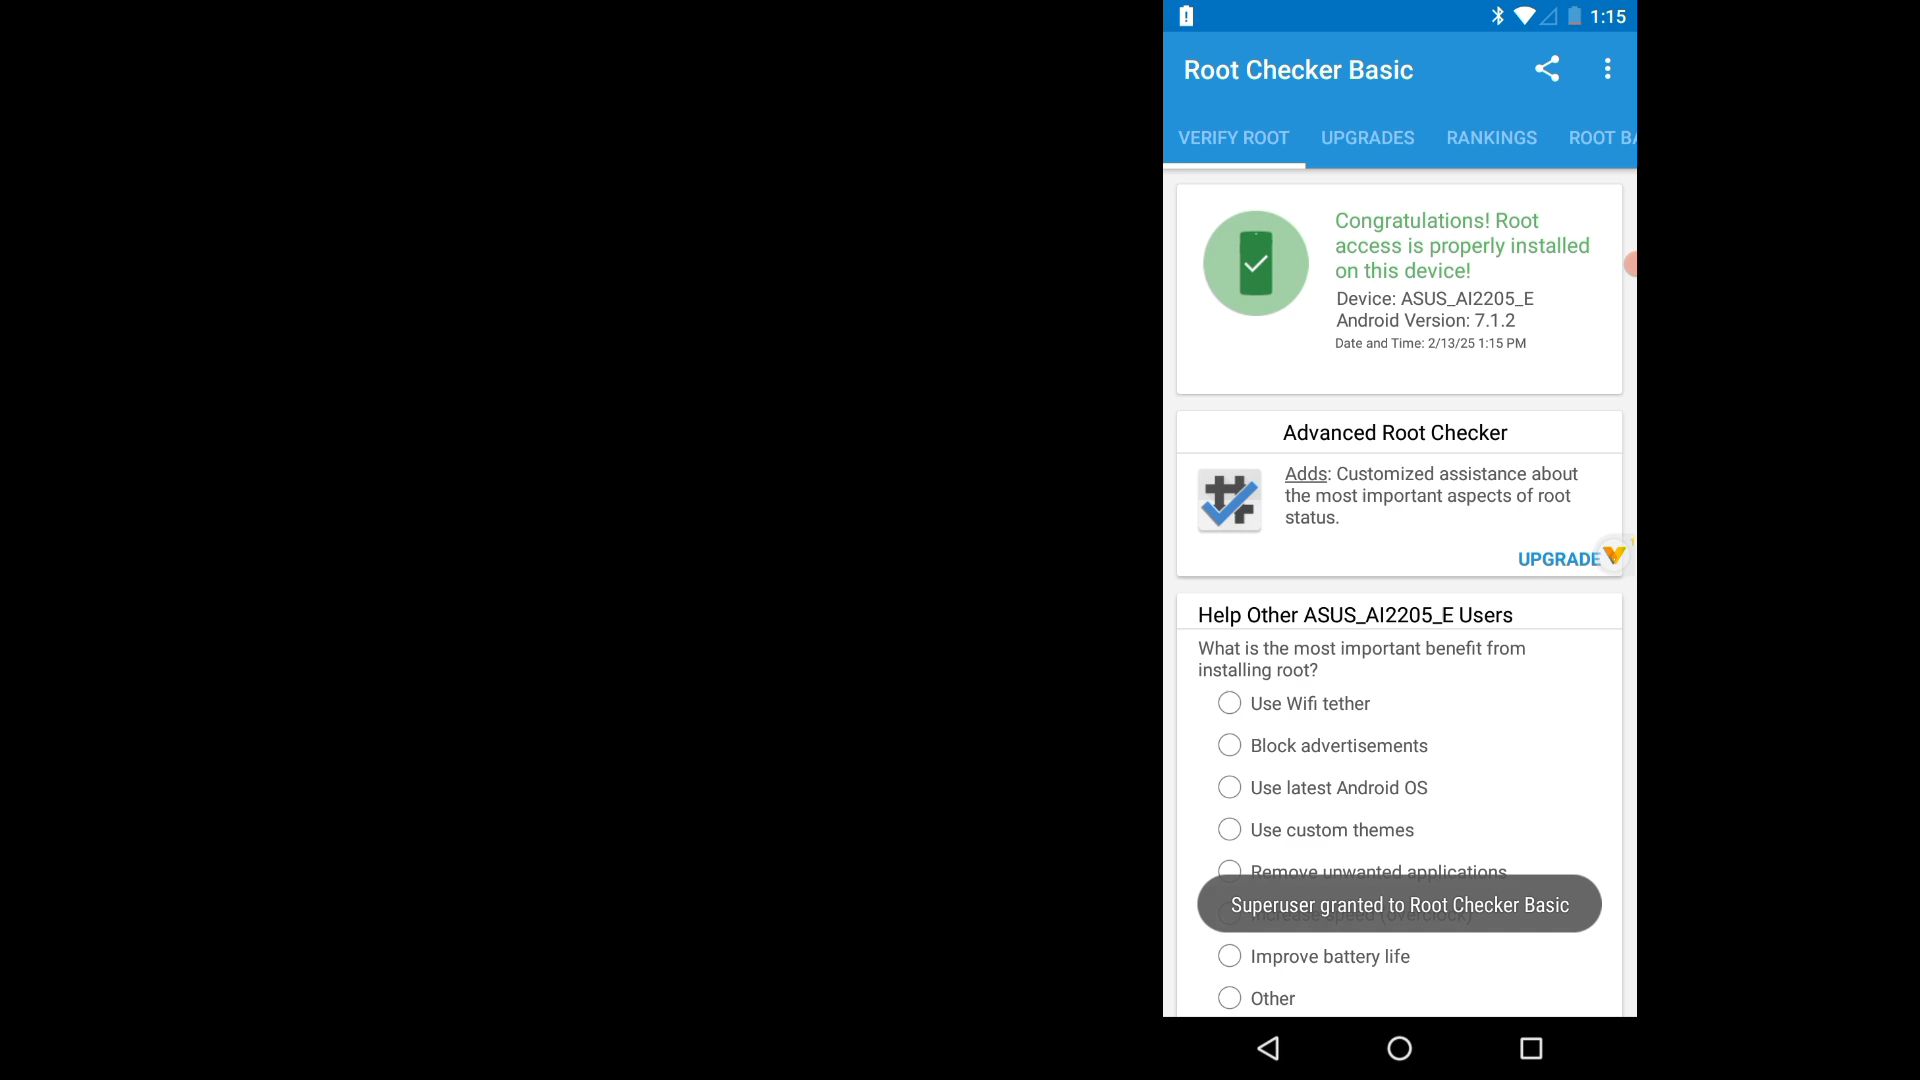 1:15
Root Checker Basic
VERIFY ROOT UPGRADES RANKINGS ROOT BA
Congratulations! Root
access is properly installed
on this device!
Device: ASUS_AI2205_E
Android Version: 7.1.2
Date and Time: 2/13/25 1:15 PM
Advanced Root Checker
Adds: Customized assistance about
the most important aspects of root
status.
UPGRADE
Help Other ASUS_AI2205_E Users
What is the most important benefit from
installing root?
Use Wifi tether
Block advertisements
Use latest Android OS
Use custom themes
Remove unwanted applications
Superuser granted to Root Checker Basic
Improve battery life
Other